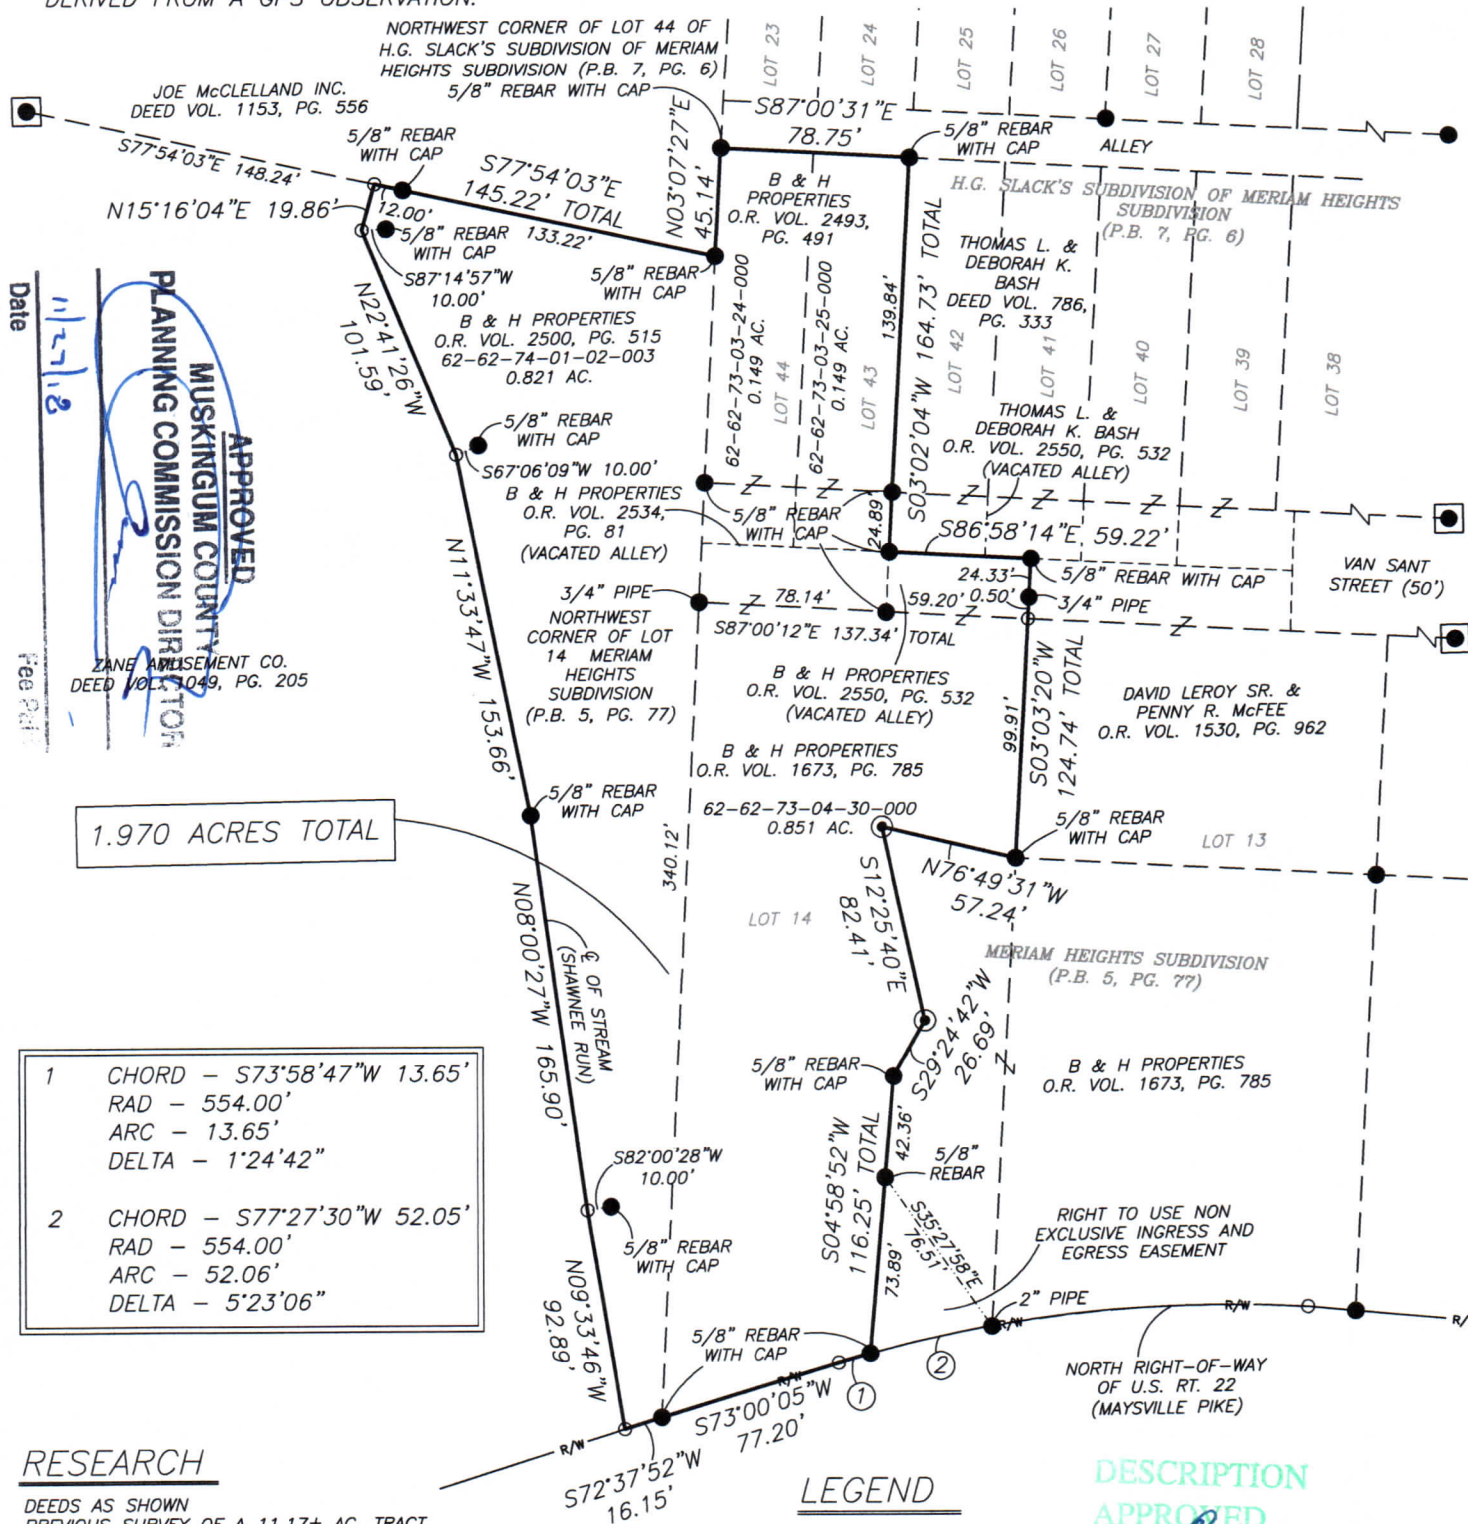 DERIVED FROM A GPS OBSERVATION.
NORTHWEST CORNER OF LOT 44 OF
H.G. SLACK'S SUBDIVISION OF MERIAM
HEIGHTS SUBDIVISION (P.B. 7, PG. 6)
5/8" REBAR WITH CAP
LOT 23
LOT 24
LOT 25
LOT 26
LOT 27
LOT 28
JOE McCLELLAND INC.
DEED VOL. 1153, PG. 556
S77°54'03"E 148.24'
5/8" REBAR
WITH CAP
S77°54'03"E
145.22' TOTAL
12.00'
133.22'
N03°07'27"E
45.14'
S87°00'31"E
78.75'
5/8" REBAR
WITH CAP
ALLEY
N15°16'04"E 19.86'
5/8" REBAR
WITH CAP
S87°14'57"W
10.00'
5/8" REBAR
WITH CAP
B & H
PROPERTIES
O.R. VOL. 2493,
PG. 491
H.G. SLACK'S SUBDIVISION OF MERIAM HEIGHTS
SUBDIVISION
(P.B. 7, PG. 6)
THOMAS L. &
DEBORAH K.
BASH
DEED VOL. 786,
PG. 333
62-62-73-03-24-000
0.149 AC.
LOT 44
62-62-73-03-25-000
0.149 AC.
LOT 43
139.84'
S03°02'04"W 164.73' TOTAL
LOT 42
LOT 41
LOT 40
LOT 39
LOT 38
B & H PROPERTIES
O.R. VOL. 2500, PG. 515
62-62-74-01-02-003
0.821 AC.
N22°41'26"W
101.59'
APPROVED
MUSKINGUM COUNTY
PLANNING COMMISSION DIRECTOR
11/27/18
Date
Fee Paid
5/8" REBAR
WITH CAP
S67°06'09"W 10.00'
THOMAS L. &
DEBORAH K. BASH
O.R. VOL. 2550, PG. 532
(VACATED ALLEY)
B & H PROPERTIES
O.R. VOL. 2534,
PG. 81
(VACATED ALLEY)
5/8" REBAR
WITH CAP
24.89'
S86°58'14"E 59.22'
5/8" REBAR WITH CAP
VAN SANT
STREET (50')
24.33'
0.50'
3/4" PIPE
3/4" PIPE
78.14'
59.20'
S87°00'12"E 137.34' TOTAL
NORTHWEST
CORNER OF LOT
14 MERIAM
HEIGHTS
SUBDIVISION
(P.B. 5, PG. 77)
N11°33'47"W 153.66'
ZANE AMUSEMENT CO.
DEED VOL. 1049, PG. 205
B & H PROPERTIES
O.R. VOL. 2550, PG. 532
(VACATED ALLEY)
99.91'
S03°03'20"W
124.74' TOTAL
DAVID LEROY SR. &
PENNY R. McFEE
O.R. VOL. 1530, PG. 962
B & H PROPERTIES
O.R. VOL. 1673, PG. 785
62-62-73-04-30-000
0.851 AC.
5/8" REBAR
WITH CAP
1.970 ACRES TOTAL
5/8" REBAR
WITH CAP
LOT 13
N76°49'31"W
57.24'
340.12'
S12°25'40"E
82.41'
LOT 14
MERIAM HEIGHTS SUBDIVISION
(P.B. 5, PG. 77)
N08°00'27"W 165.90'
℄ OF STREAM
(SHAWNEE RUN)
S29°24'42"W
26.69'
5/8" REBAR
WITH CAP
B & H PROPERTIES
O.R. VOL. 1673, PG. 785
1 CHORD - S73°58'47"W 13.65'
RAD - 554.00'
ARC - 13.65'
DELTA - 1°24'42"
2 CHORD - S77°27'30"W 52.05'
RAD - 554.00'
ARC - 52.06'
DELTA - 5°23'06"
S82°00'28"W
10.00'
5/8" REBAR
WITH CAP
S04°58'52"W
116.25' TOTAL
42.36'
73.89'
5/8"
REBAR
S35°27'58"E
76.51'
RIGHT TO USE NON
EXCLUSIVE INGRESS AND
EGRESS EASEMENT
2" PIPE
R/W
R/W
R/
N09°33'46"W
92.89'
5/8" REBAR
WITH CAP
R/W
1
2
NORTH RIGHT-OF-WAY
OF U.S. RT. 22
(MAYSVILLE PIKE)
S73°00'05"W
77.20'
R/W
S72°37'52"W
16.15'
RESEARCH
DEEDS AS SHOWN
PREVIOUS SURVEY OF A 11.17± AC. TRACT
LEGEND
DESCRIPTION
APPROVED